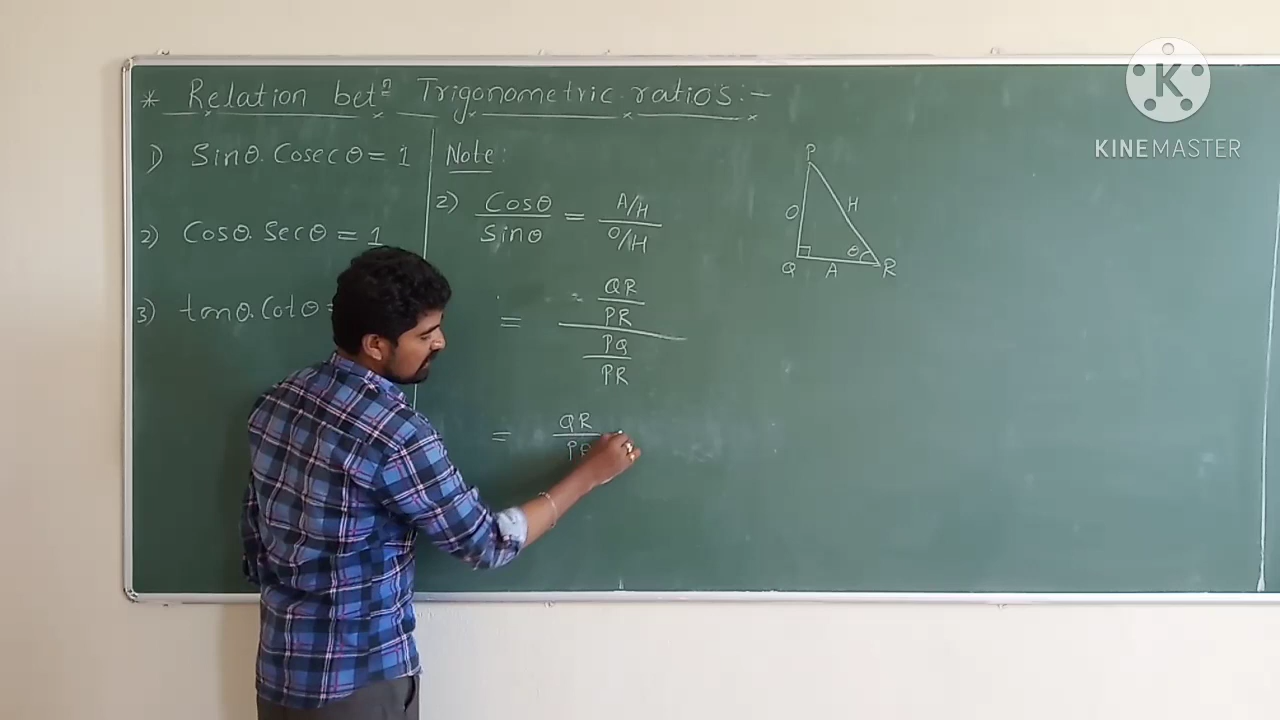 * Relation betⁿ Trigonometric ratios:-
1) Sinθ. Cosecθ = 1
2) Cosθ. Secθ = 1
3) tanθ. Cotθ =
Note:
2) Cosθ / Sinθ = A/H / O/H
= QR / PR / PQ / PR
= QR / PQ
P
O H
θ
Q A R
K
KINEMASTER